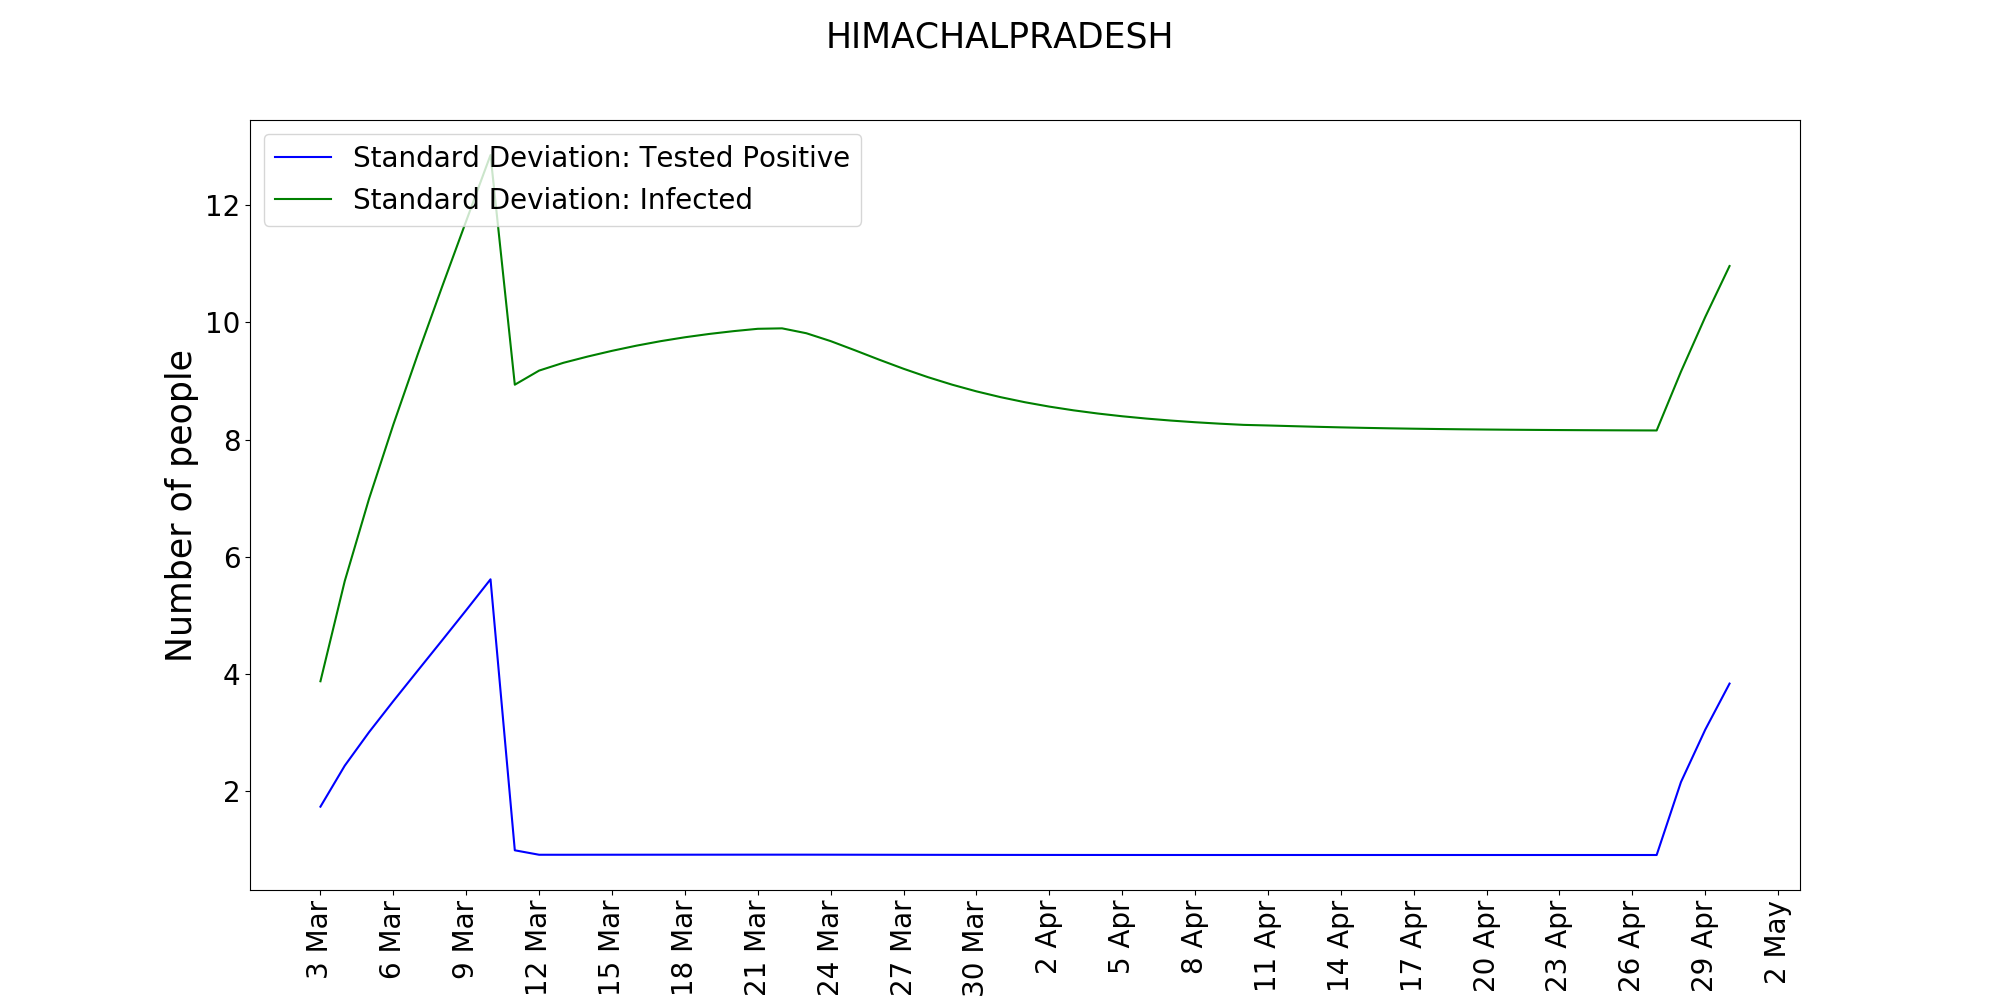 HIMACHALPRADESH
Standard Deviation: Tested Positive
Standard Deviation: Infected
Number of people
12
10
8
6
4
2
3 Mar
6 Mar
9 Mar
12 Mar
15 Mar
18 Mar
21 Mar
24 Mar
27 Mar
30 Mar
2 Apr
5 Apr
8 Apr
11 Apr
14 Apr
17 Apr
20 Apr
23 Apr
26 Apr
29 Apr
2 May